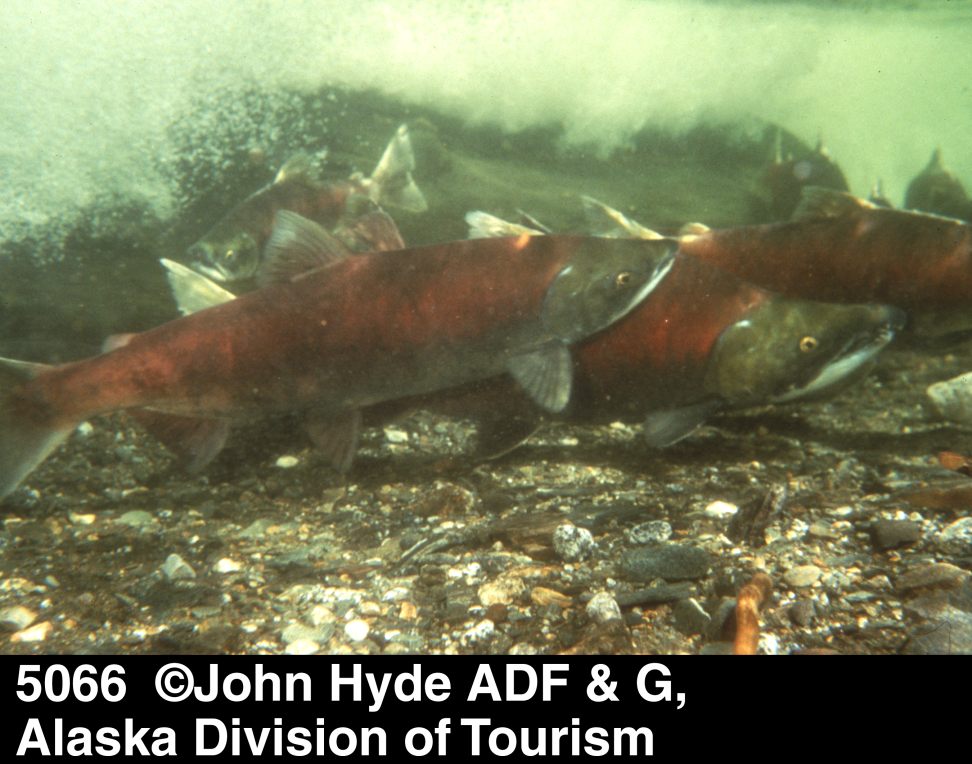 5066  ©John Hyde ADF & G,
Alaska Division of Tourism